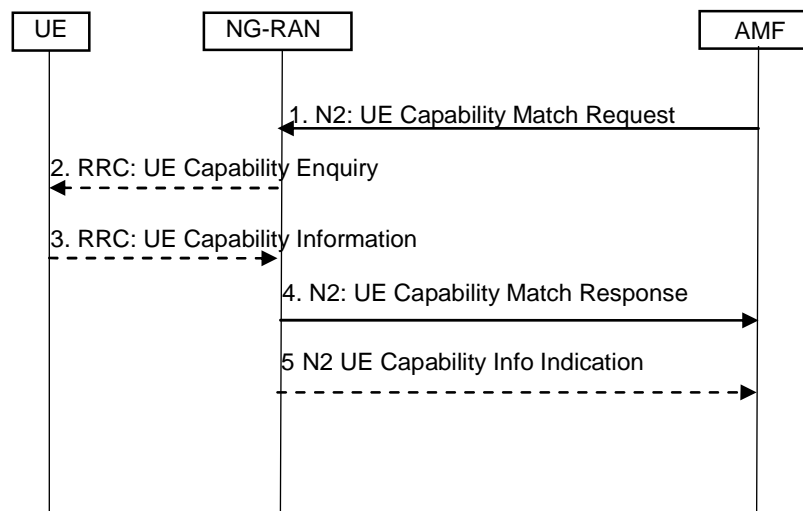 UE
NG-RAN
AMF
1. N2: UE Capability Match Request
2. RRC: UE Capability Enquiry
3. RRC: UE Capability Information
4. N2: UE Capability Match Response
5 N2 UE Capability Info Indication